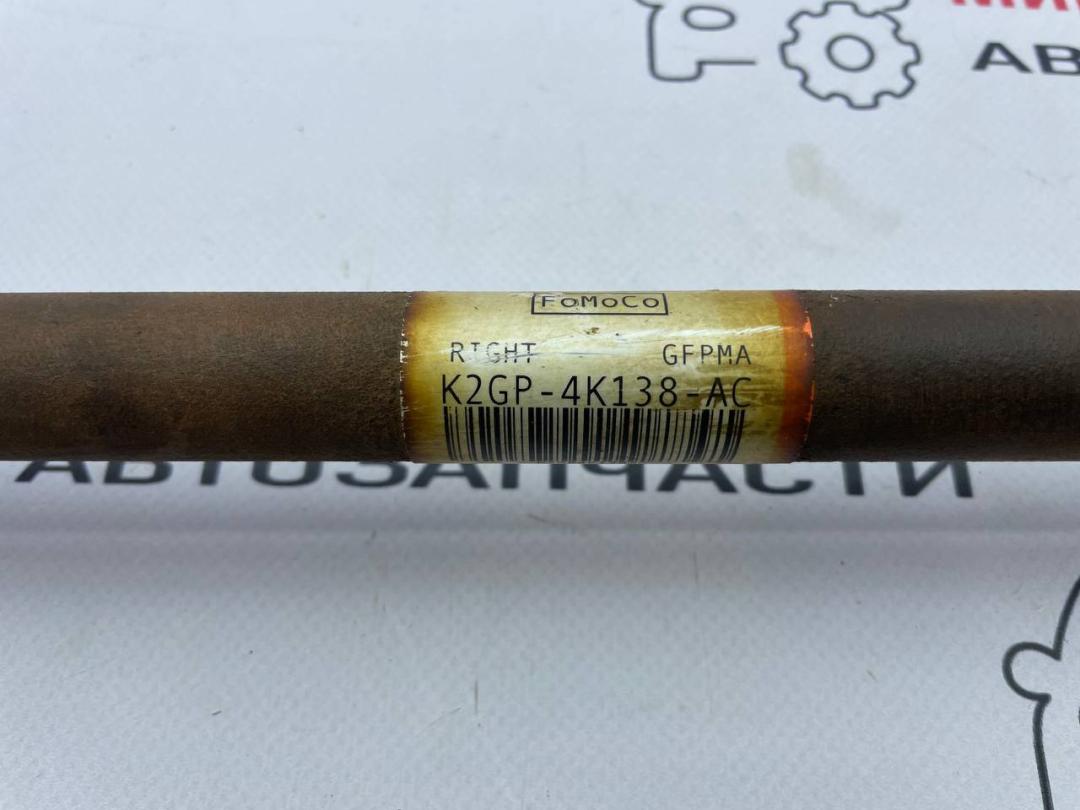 АВ
FoMoCo
RIGHT GFPMA
K2GP-4K138-AC
АВТОЗАПЧАСТИ